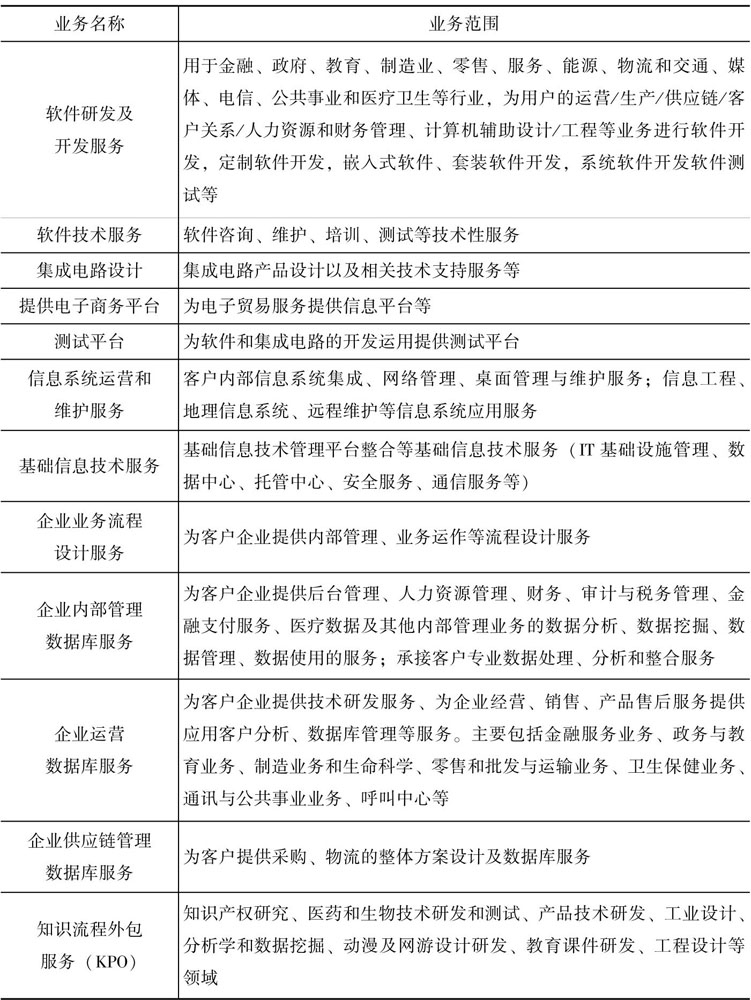 业务名称 业务范围
软件研发及
开发服务
用于金融、政府、教育、制造业、零售、服务、能源、物流和交通、媒
体、电信、公共事业和医疗卫生等行业，为用户的运营/生产/供应链/客
户关系/人力资源和财务管理、计算机辅助设计/工程等业务进行软件开
发，定制软件开发，嵌入式软件、套装软件开发，系统软件开发软件测
试等
软件技术服务 软件咨询、维护、培训、测试等技术性服务
集成电路设计 集成电路产品设计以及相关技术支持服务等
提供电子商务平台 为电子贸易服务提供信息平台等
测试平台 为软件和集成电路的开发运用提供测试平台
信息系统运营和
维护服务
客户内部信息系统集成、网络管理、桌面管理与维护服务；信息工程、
地理信息系统、远程维护等信息系统应用服务
基础信息技术服务
基础信息技术管理平台整合等基础信息技术服务（IT 基础设施管理、数
据中心、托管中心、安全服务、通信服务等）
企业业务流程
设计服务
为客户企业提供内部管理、业务运作等流程设计服务
企业内部管理
数据库服务
为客户企业提供后台管理、人力资源管理、财务、审计与税务管理、金
融支付服务、医疗数据及其他内部管理业务的数据分析、数据挖掘、数
据管理、数据使用的服务；承接客户专业数据处理、分析和整合服务
企业运营
数据库服务
为客户企业提供技术研发服务、为企业经营、销售、产品售后服务提供
应用客户分析、数据库管理等服务。主要包括金融服务业务、政务与教
育业务、制造业务和生命科学、零售和批发与运输业务、卫生保健业务、
通讯与公共事业业务、呼叫中心等
企业供应链管理
数据库服务
为客户提供采购、物流的整体方案设计及数据库服务
知识流程外包
服务（KPO）
知识产权研究、医药和生物技术研发和测试、产品技术研发、工业设计、
分析学和数据挖掘、动漫及网游设计研发、教育课件研发、工程设计等
领域